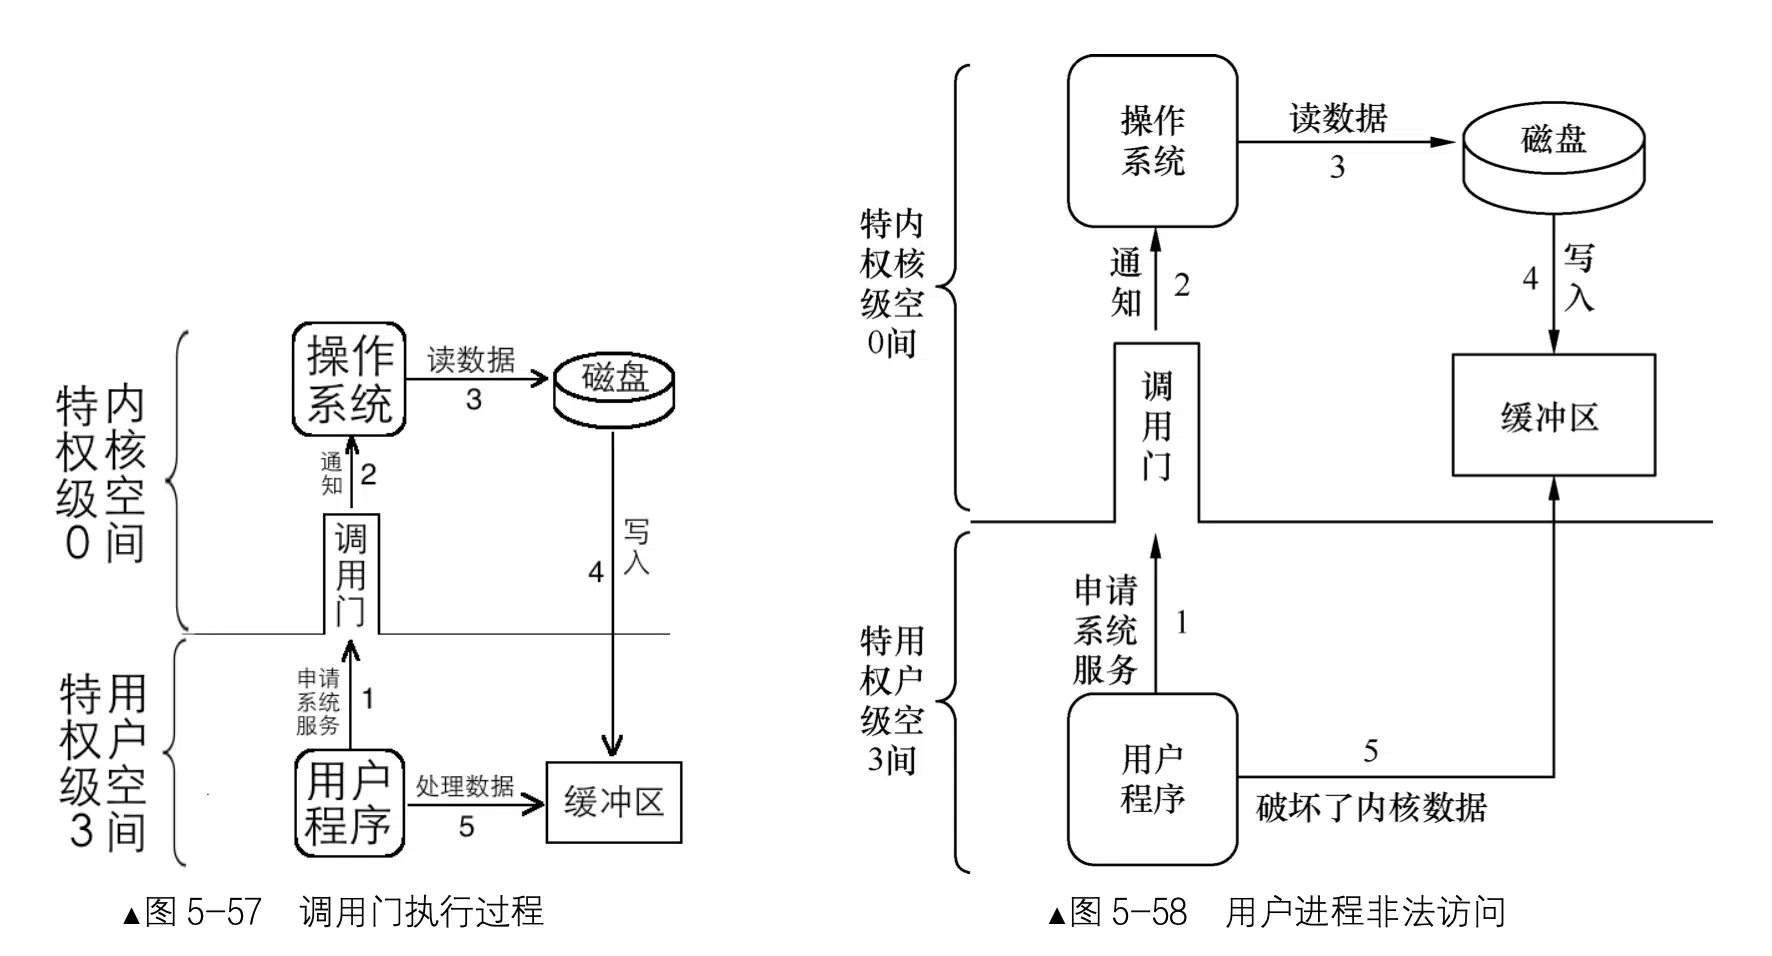 操作
系统
读数据
3
磁盘
通
知
2
4
写
入
调
用
门
特内
权核
级空
0间
申请
系统
服务
1
特用
权户
级空
3间
用户
程序
处理数据
5
缓冲区
▲图 5-57 调用门执行过程
操作
系统
读数据
3
磁盘
特内
权核
级空
0间
通
知
2
4
写
入
调
用
门
缓冲区
申请
系统
服务
1
特用
权户
级空
3间
用户
程序
5
破坏了内核数据
▲图 5-58 用户进程非法访问